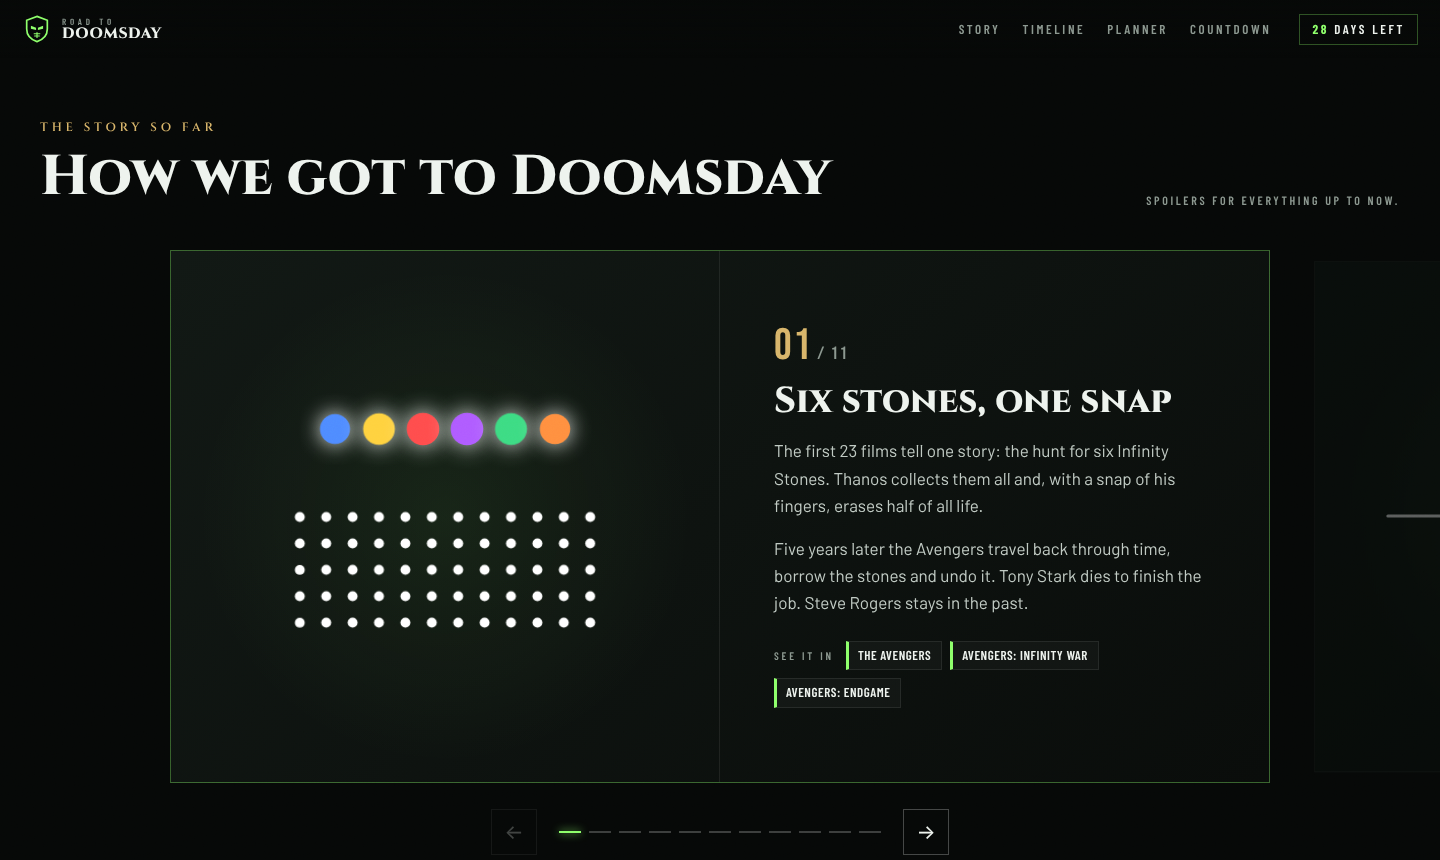 ROAD TO
DOOMSDAY
STORY
TIMELINE
PLANNER
COUNTDOWN
28 DAYS LEFT
THE STORY SO FAR
HOW WE GOT TO DOOMSDAY
SPOILERS FOR EVERYTHING UP TO NOW.
01 / 11
SIX STONES, ONE SNAP
The first 23 films tell one story: the hunt for six Infinity
Stones. Thanos collects them all and, with a snap of his
fingers, erases half of all life.
Five years later the Avengers travel back through time,
borrow the stones and undo it. Tony Stark dies to finish the
job. Steve Rogers stays in the past.
SEE IT IN
THE AVENGERS
AVENGERS: INFINITY WAR
AVENGERS: ENDGAME